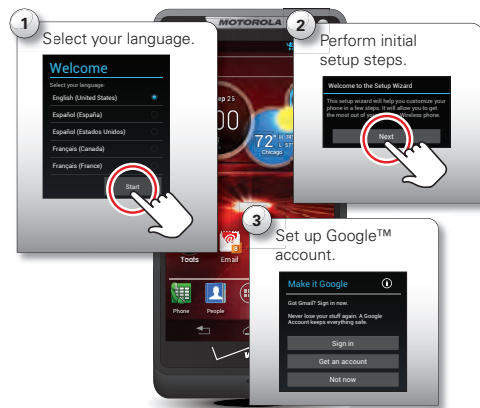 MOTOROLA
1
Select your language.
Welcome
Select your language:
English (United States)
Español (España)
Español (Estados Unidos)
Français (Canada)
Français (France)
Start
2
Perform initial
setup steps.
Welcome to the Setup Wizard
This setup wizard will help you customize your
phone in a few steps. It will allow you to get
the most out of your Wireless phone.
Next
72°
Chicago
Tools
Email
8
Phone
People
3
Set up Google™
account.
Make it Google
Got Gmail? Sign in now.
Never lose your stuff again. A Google
Account keeps everything safe.
Sign in
Get an account
Not now